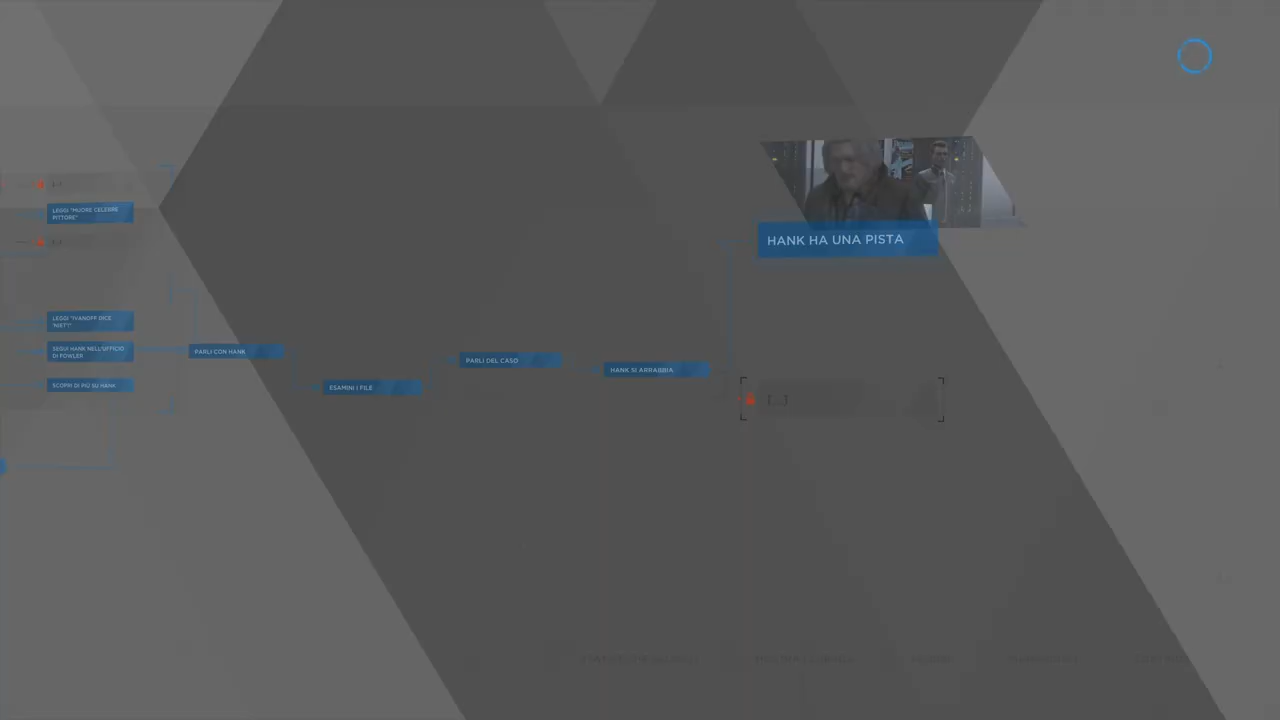 [...]
LEGGI "MUORE CELEBRE
PITTORE"
[...]
LEGGI "IVANOFF DICE
'NIET'!"
SEGUI HANK NELL'UFFICIO
DI FOWLER
SCOPRI DI PIÙ SU HANK
PARLI CON HANK
ESAMINI I FILE
PARLI DEL CASO
HANK SI ARRABBIA
HANK HA UNA PISTA
[...]